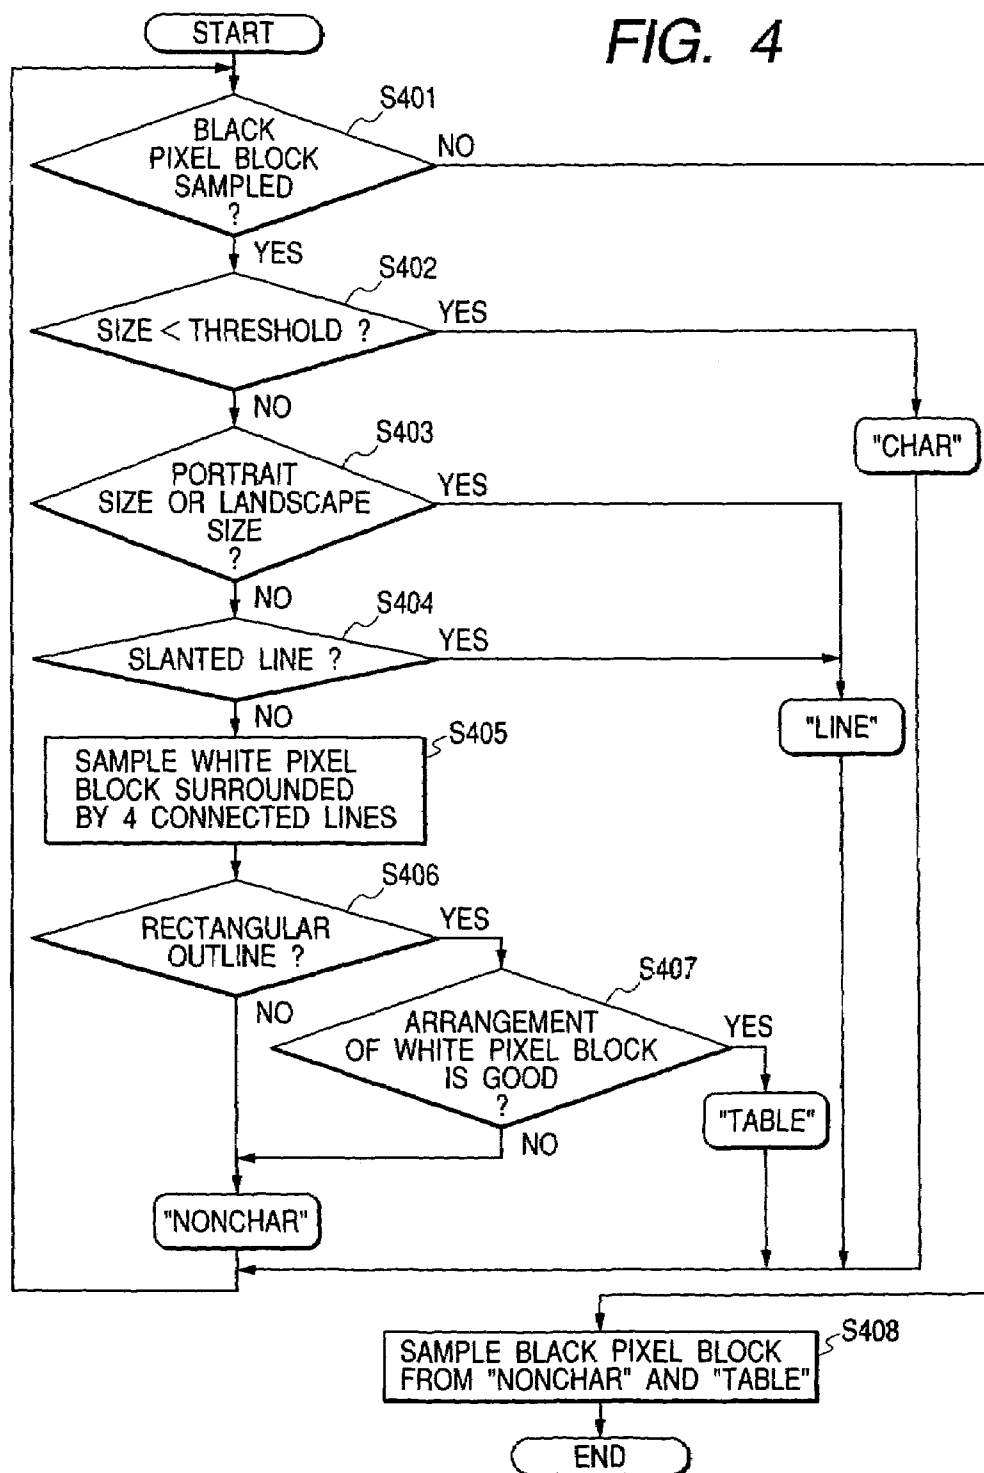 START
FIG. 4
S401
BLACK
PIXEL BLOCK
SAMPLED
?
NO
YES
S402
SIZE < THRESHOLD ?
YES
NO
"CHAR"
S403
PORTRAIT
SIZE OR LANDSCAPE
SIZE
?
YES
NO
S404
SLANTED LINE ?
YES
NO
"LINE"
S405
SAMPLE WHITE PIXEL
BLOCK SURROUNDED
BY 4 CONNECTED LINES
S406
RECTANGULAR
OUTLINE ?
YES
NO
S407
ARRANGEMENT
OF WHITE PIXEL BLOCK
IS GOOD
?
YES
NO
"TABLE"
"NONCHAR"
S408
SAMPLE BLACK PIXEL BLOCK
FROM "NONCHAR" AND "TABLE"
END